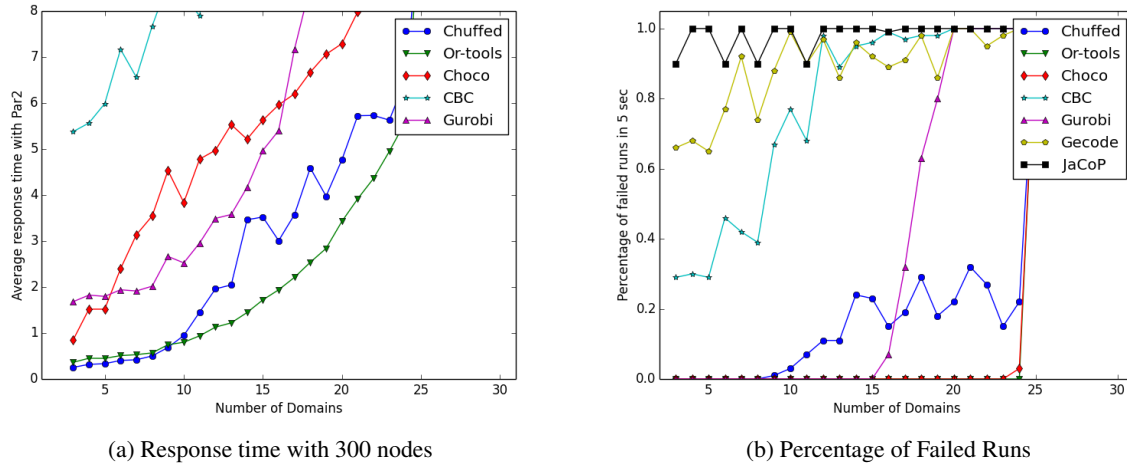 Average response time with Par2
8
7
6
5
4
3
2
1
0
5
10
15
20
25
30
Number of Domains
Chuffed
Or-tools
Choco
CBC
Gurobi
(a) Response time with 300 nodes
Percentage of failed runs in 5 sec
1.0
0.8
0.6
0.4
0.2
0.0
5
10
15
20
25
30
Number of Domains
Chuffed
Or-tools
Choco
CBC
Gurobi
Gecode
JaCoP
(b) Percentage of Failed Runs